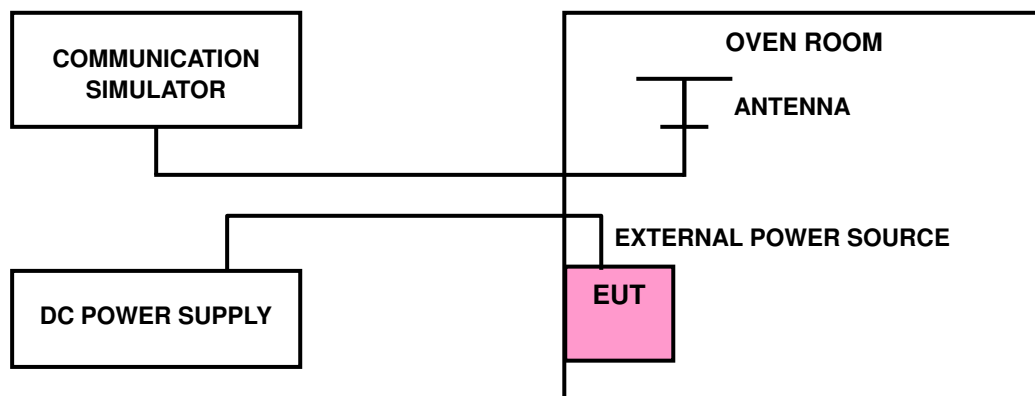 COMMUNICATION
SIMULATOR
OVEN ROOM
ANTENNA
EXTERNAL POWER SOURCE
DC POWER SUPPLY
EUT